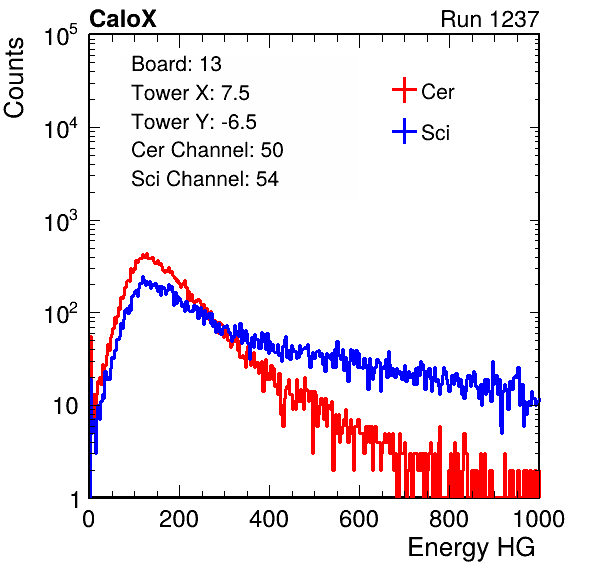 CaloX Run 1237
Counts
Board: 13
Tower X: 7.5
Tower Y: -6.5
Cer Channel: 50
Sci Channel: 54
Cer
Sci
10^5
10^4
10^3
10^2
10
1
0 200 400 600 800 1000
Energy HG